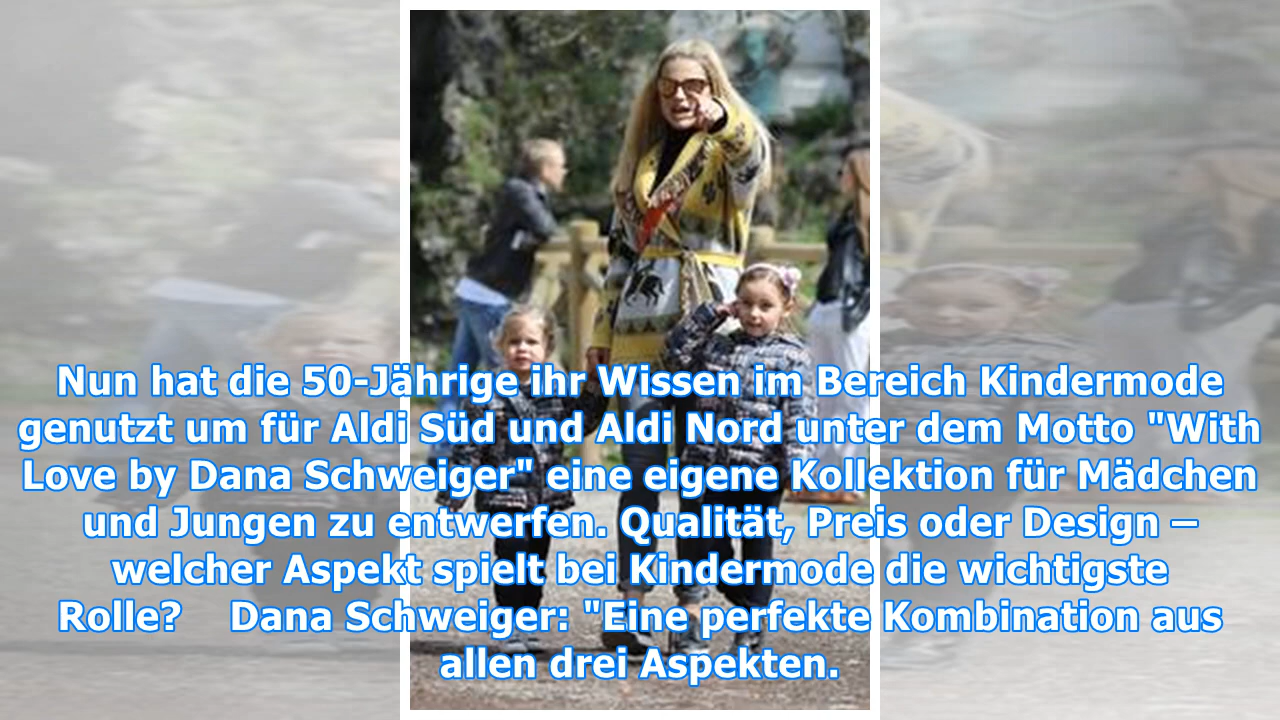 Nun hat die 50-Jährige ihr Wissen im Bereich Kindermode
genutzt um für Aldi Süd und Aldi Nord unter dem Motto "With
Love by Dana Schweiger" eine eigene Kollektion für Mädchen
und Jungen zu entwerfen. Qualität, Preis oder Design –
welcher Aspekt spielt bei Kindermode die wichtigste
Rolle?    Dana Schweiger: "Eine perfekte Kombination aus
allen drei Aspekten.